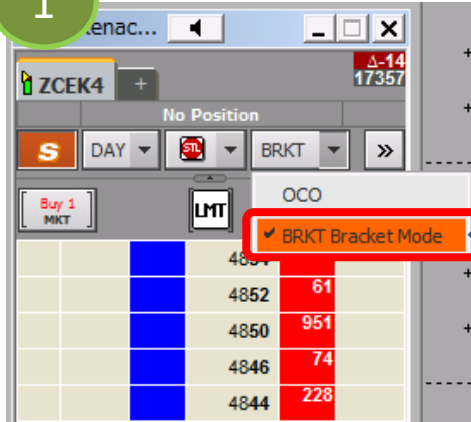 1
enac...
Δ-14
ZCEK4 + 17357
No Position
S DAY STL BRKT »
Buy 1
MKT
LMT
OCO
✔ BRKT Bracket Mode
4852 61
4850 951
4846 74
4844 228